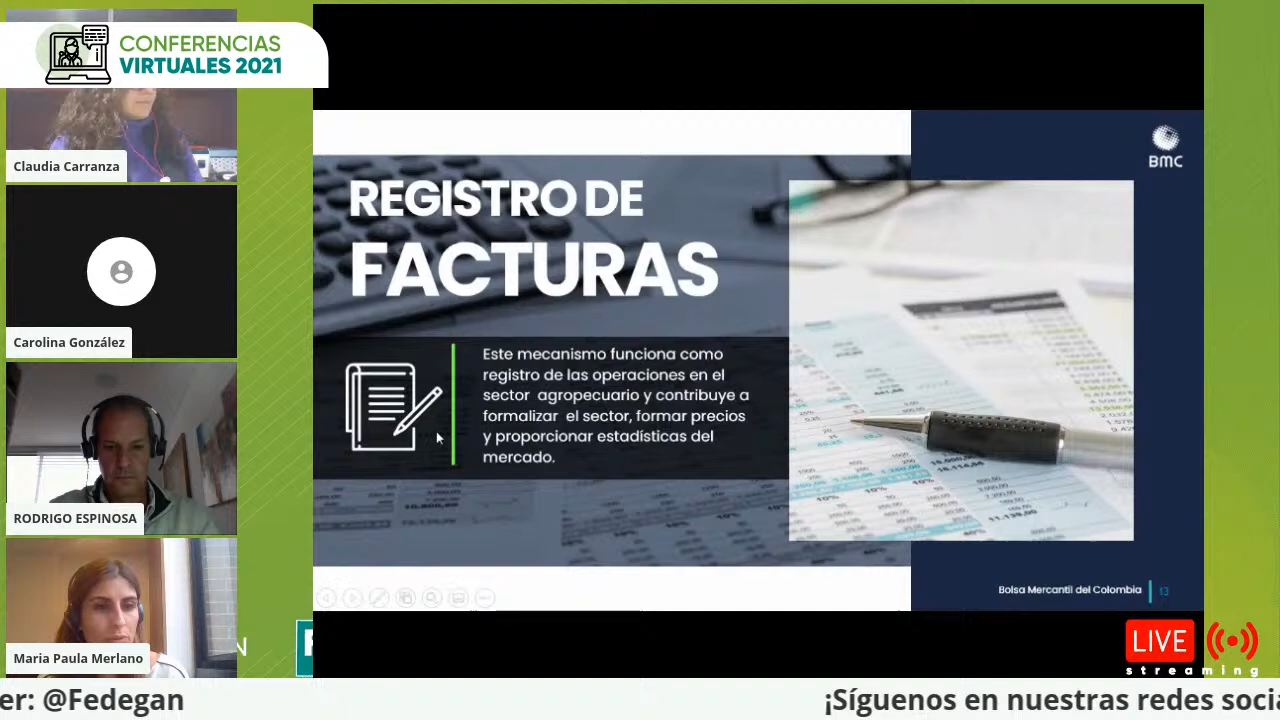 CONFERENCIAS
VIRTUALES 2021
Claudia Carranza
Carolina González
RODRIGO ESPINOSA
Maria Paula Merlano
BMC
REGISTRO DE
FACTURAS
Este mecanismo funciona como
registro de las operaciones en el
sector agropecuario y contribuye a
formalizar el sector, formar precios
y proporcionar estadísticas del
mercado.
Bolsa Mercantil del Colombia
13
N
F
LIVE
streaming
er: @Fedegan
¡Síguenos en nuestras redes socia